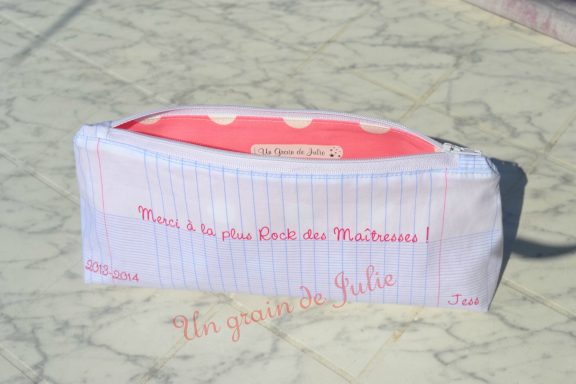 Un Grain de Julie
Merci à la plus Rock des Maîtresses !
2013-2014
Jess
Un grain de Julie